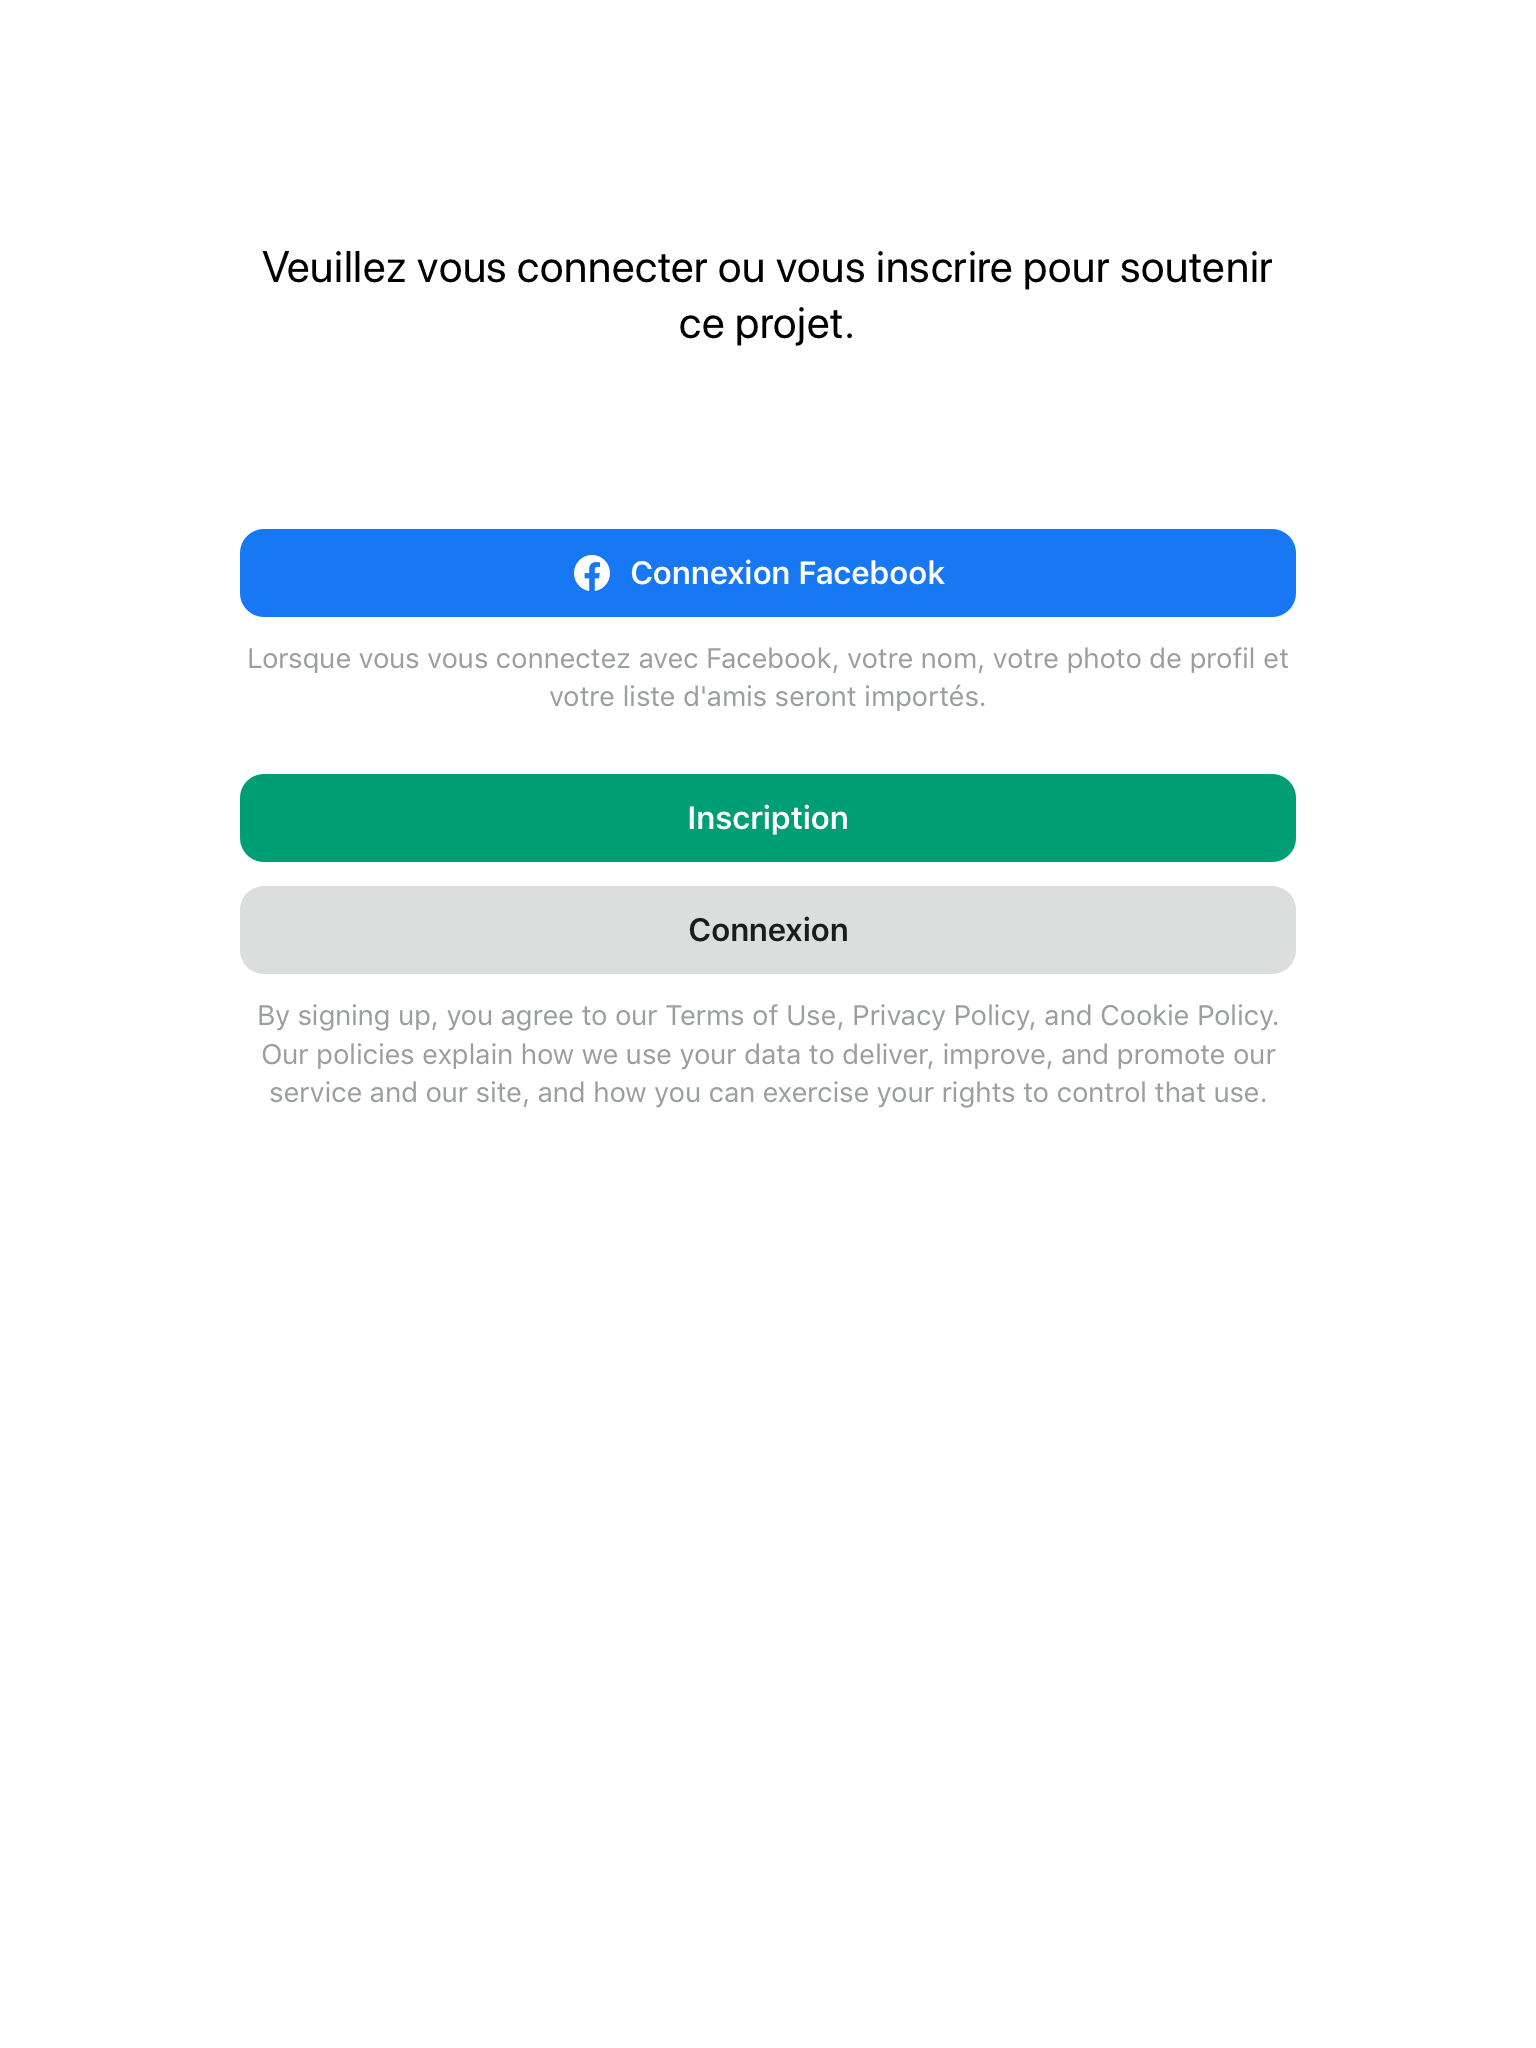 Veuillez vous connecter ou vous inscrire pour soutenir
ce projet.
Connexion Facebook
Lorsque vous vous connectez avec Facebook, votre nom, votre photo de profil et
votre liste d'amis seront importés.
Inscription
Connexion
By signing up, you agree to our Terms of Use, Privacy Policy, and Cookie Policy.
Our policies explain how we use your data to deliver, improve, and promote our
service and our site, and how you can exercise your rights to control that use.